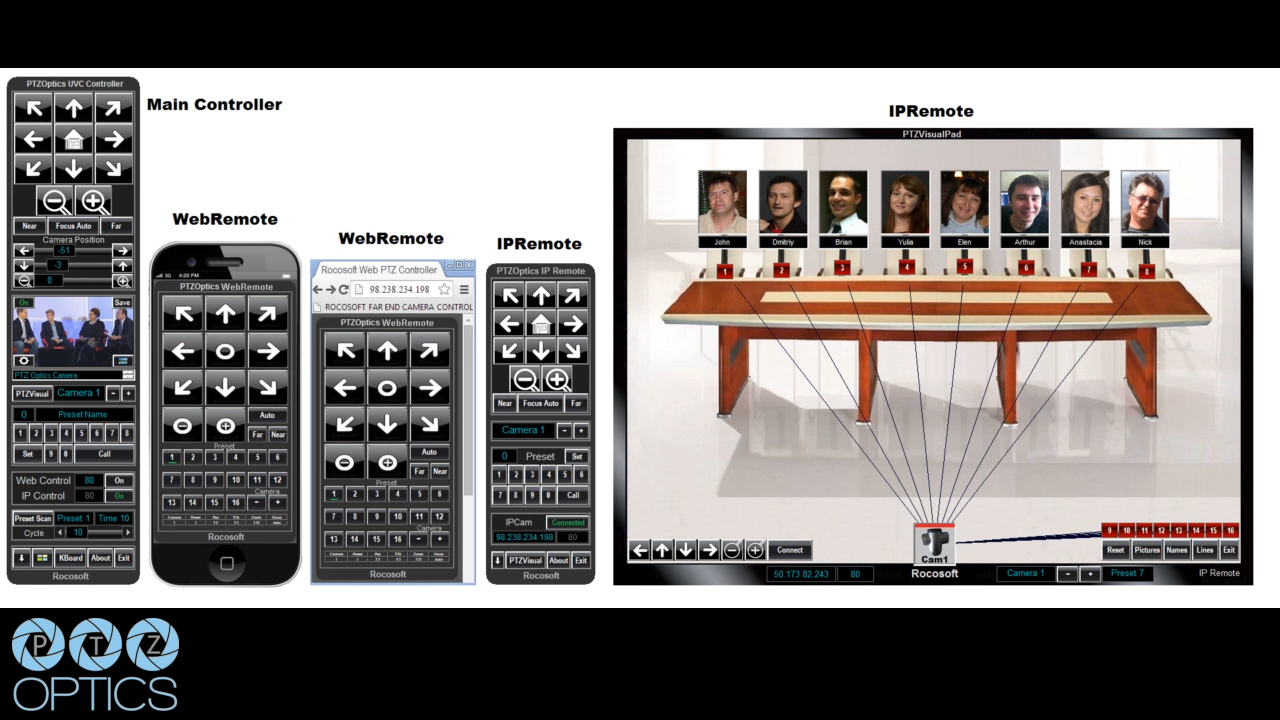 PTZOptics UVC Controller
Near Focus Auto Far
Camera Position
-51
-3
0
On Save
PTZ Optics Camera
PTZVisual Camera 1 - +
0 Preset Name
1 2 3 4 5 6 7 8
Set 9 0 Call
Web Control 80 On
IP Control 80 On
Preset Scan Preset 1 Time 10
Cycle 10
KBoard About Exit
Rocosoft
Main Controller
WebRemote
3G 4:20 PM
PTZOptics WebRemote
Auto
Far Near
Preset
1 2 3 4 5 6
7 8 9 10 11 12
Camera
13 14 15 16 - +
Rocosoft
WebRemote
Rocosoft Web PTZ Controller
98.238.234.198
ROCOSOFT FAR END CAMERA CONTROL
PTZOptics WebRemote
Auto
Far Near
Preset
1 2 3 4 5 6
7 8 9 10 11 12
Camera
13 14 15 16 - +
Rocosoft
IPRemote
PTZOptics IP Remote
Near Focus Auto Far
Camera 1 - +
0 Preset Set
1 2 3 4 5 6
7 8 9 0 Call
IPCam Connected
98.238.234.198 80
PTZVisual About Exit
Rocosoft
IPRemote
PTZVisualPad
John Dmitriy Brian Yulia Elen Arthur Anastacia Nick
1 2 3 4 5 6 7 8
9 10 11 12 13 14 15 16
Connect Cam1 Reset Pictures Names Lines Exit
50.173 82.243 80 Rocosoft Camera 1 - + Preset 7 IP Remote
PTZ
OPTICS